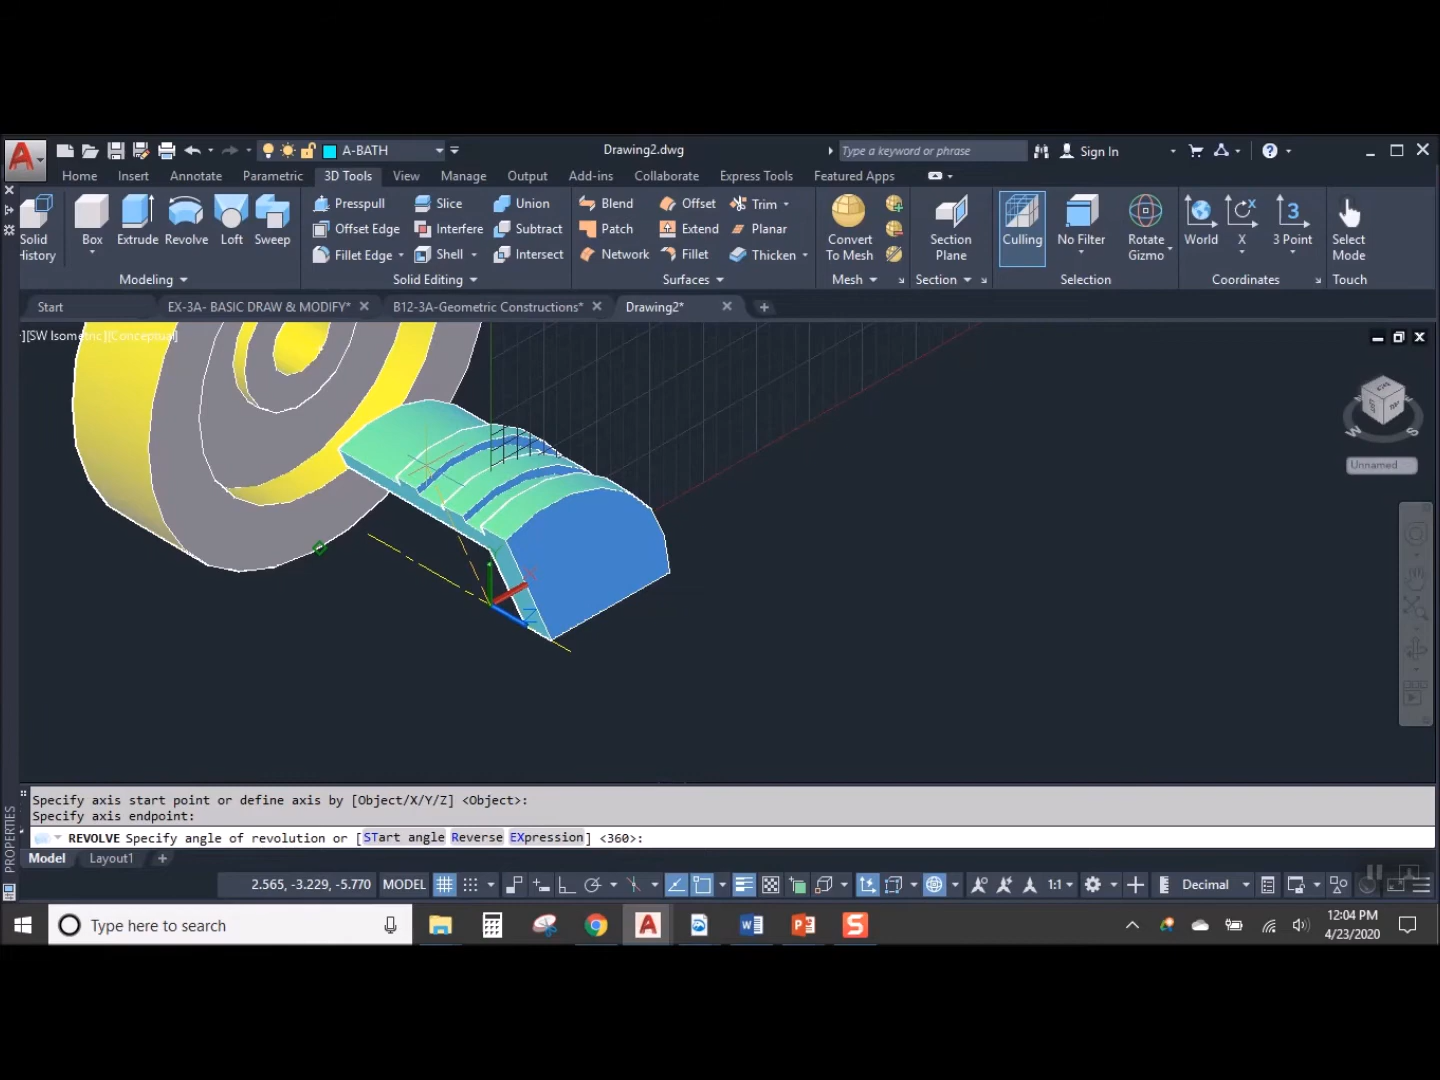 A-BATH
Drawing2.dwg
Type a keyword or phrase
Sign In
Home Insert Annotate Parametric 3D Tools View Manage Output Add-ins Collaborate Express Tools Featured Apps
Solid
History
Box
Extrude
Revolve
Loft
Sweep
Presspull
Offset Edge
Fillet Edge
Slice
Interfere
Shell
Union
Subtract
Intersect
Blend
Patch
Network
Offset
Extend
Fillet
Trim
Planar
Thicken
Convert
To Mesh
Section
Plane
Culling
No Filter
Rotate
Gizmo
World
X
3 Point
Select
Mode
Modeling
Solid Editing
Surfaces
Mesh
Section
Selection
Coordinates
Touch
Start
EX-3A- BASIC DRAW & MODIFY*
B12-3A-Geometric Constructions*
Drawing2*
][SW Isometric][Conceptual]
W S
Unnamed
X
Z
Specify axis start point or define axis by [Object/X/Y/Z] <Object>:
Specify axis endpoint:
REVOLVE Specify angle of revolution or [STart angle Reverse EXpression] <360>:
PROPERTIES
Model Layout1
2.565, -3.229, -5.770 MODEL 1:1 Decimal
Type here to search
12:04 PM
4/23/2020